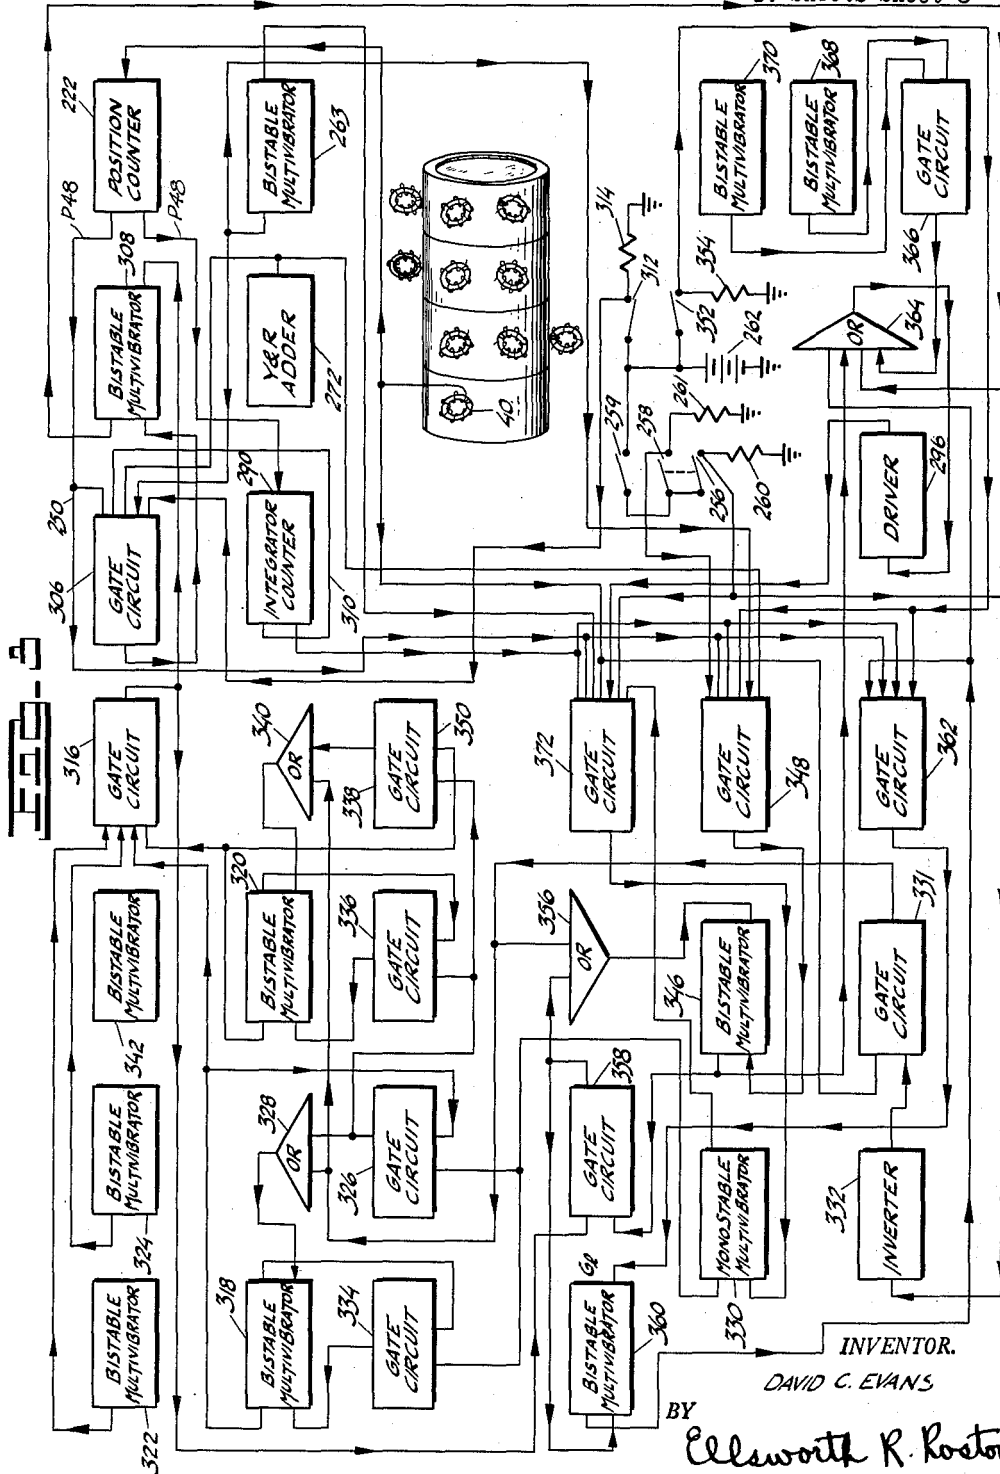 222
POSITION
COUNTER
P48
P48
BISTABLE
MULTIVIBRATOR
263
308
BISTABLE
MULTIVIBRATOR
Y&R
ADDER
272
250
306
GATE
CIRCUIT
290
INTEGRATOR
COUNTER
310
40
314
312
352
354
262
261
259
258
256
260
370
BISTABLE
MULTIVIBRATOR
368
BISTABLE
MULTIVIBRATOR
GATE
CIRCUIT
366
OR
364
DRIVER
296
316
GATE
CIRCUIT
340
OR
338
GATE
CIRCUIT
350
372
GATE
CIRCUIT
GATE
CIRCUIT
348
GATE
CIRCUIT
362
342
BISTABLE
MULTIVIBRATOR
320
BISTABLE
MULTIVIBRATOR
336
GATE
CIRCUIT
356
OR
346
BISTABLE
MULTIVIBRATOR
331
GATE
CIRCUIT
324
BISTABLE
MULTIVIBRATOR
328
OR
326
GATE
CIRCUIT
358
GATE
CIRCUIT
MONOSTABLE
MULTIVIBRATOR
330
332
INVERTER
322
BISTABLE
MULTIVIBRATOR
318
BISTABLE
MULTIVIBRATOR
334
GATE
CIRCUIT
BISTABLE
MULTIVIBRATOR
360
INVENTOR.
DAVID C. EVANS
BY
Ellsworth R. Roston